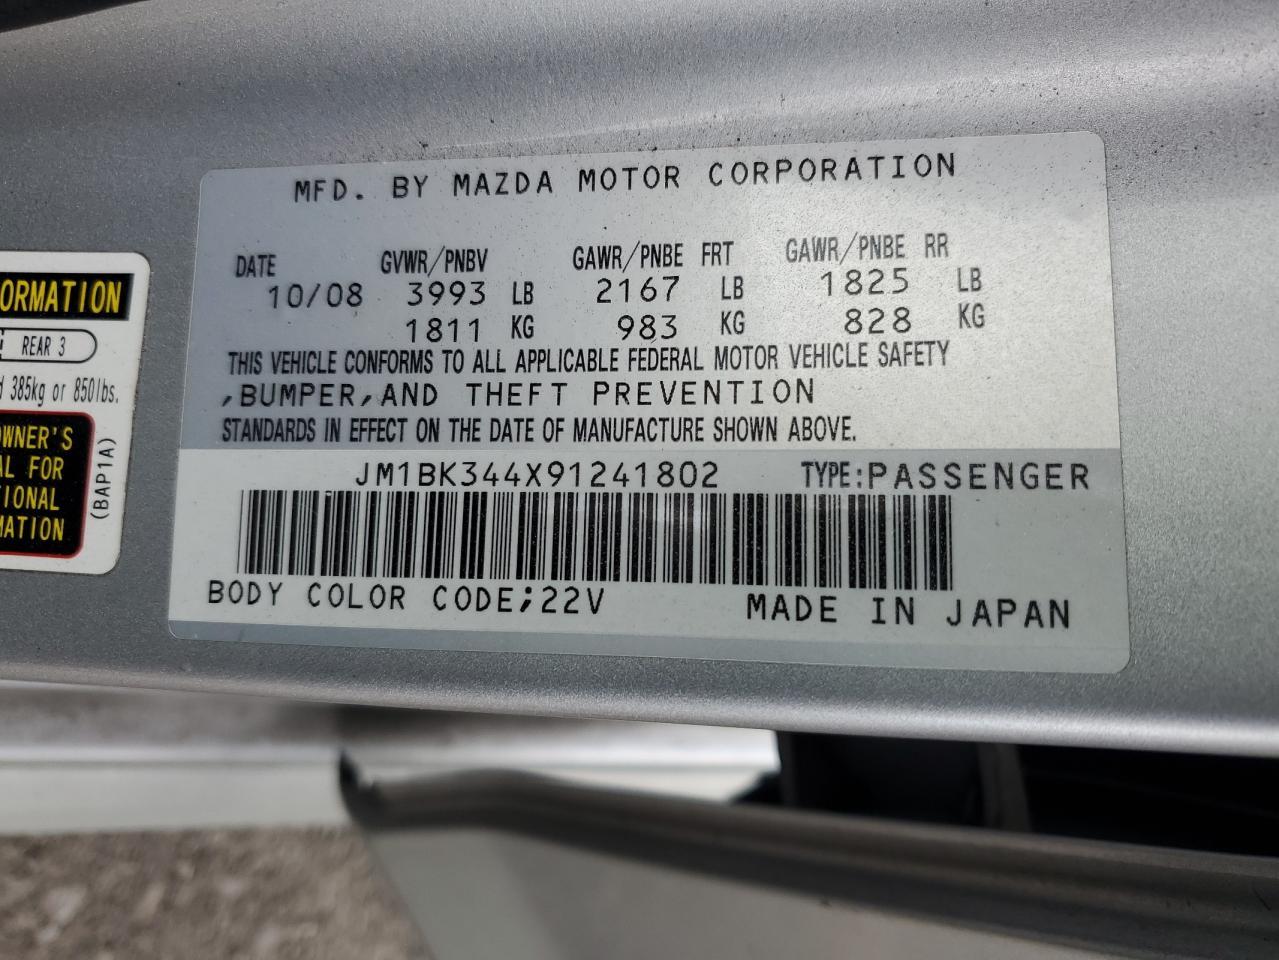 MFD. BY MAZDA MOTOR CORPORATION
DATE GVWR/PNBV GAWR/PNBE FRT GAWR/PNBE RR
10/08 3993 LB 2167 LB 1825 LB
1811 KG 983 KG 828 KG
THIS VEHICLE CONFORMS TO ALL APPLICABLE FEDERAL MOTOR VEHICLE SAFETY
,BUMPER,AND THEFT PREVENTION
STANDARDS IN EFFECT ON THE DATE OF MANUFACTURE SHOWN ABOVE.
JM1BK344X91241802 TYPE:PASSENGER
BODY COLOR CODE;22V MADE IN JAPAN
ORMATION
REAR 3
385kg or 850lbs.
OWNER'S
AL FOR
TIONAL
MATION
(BAP1A)